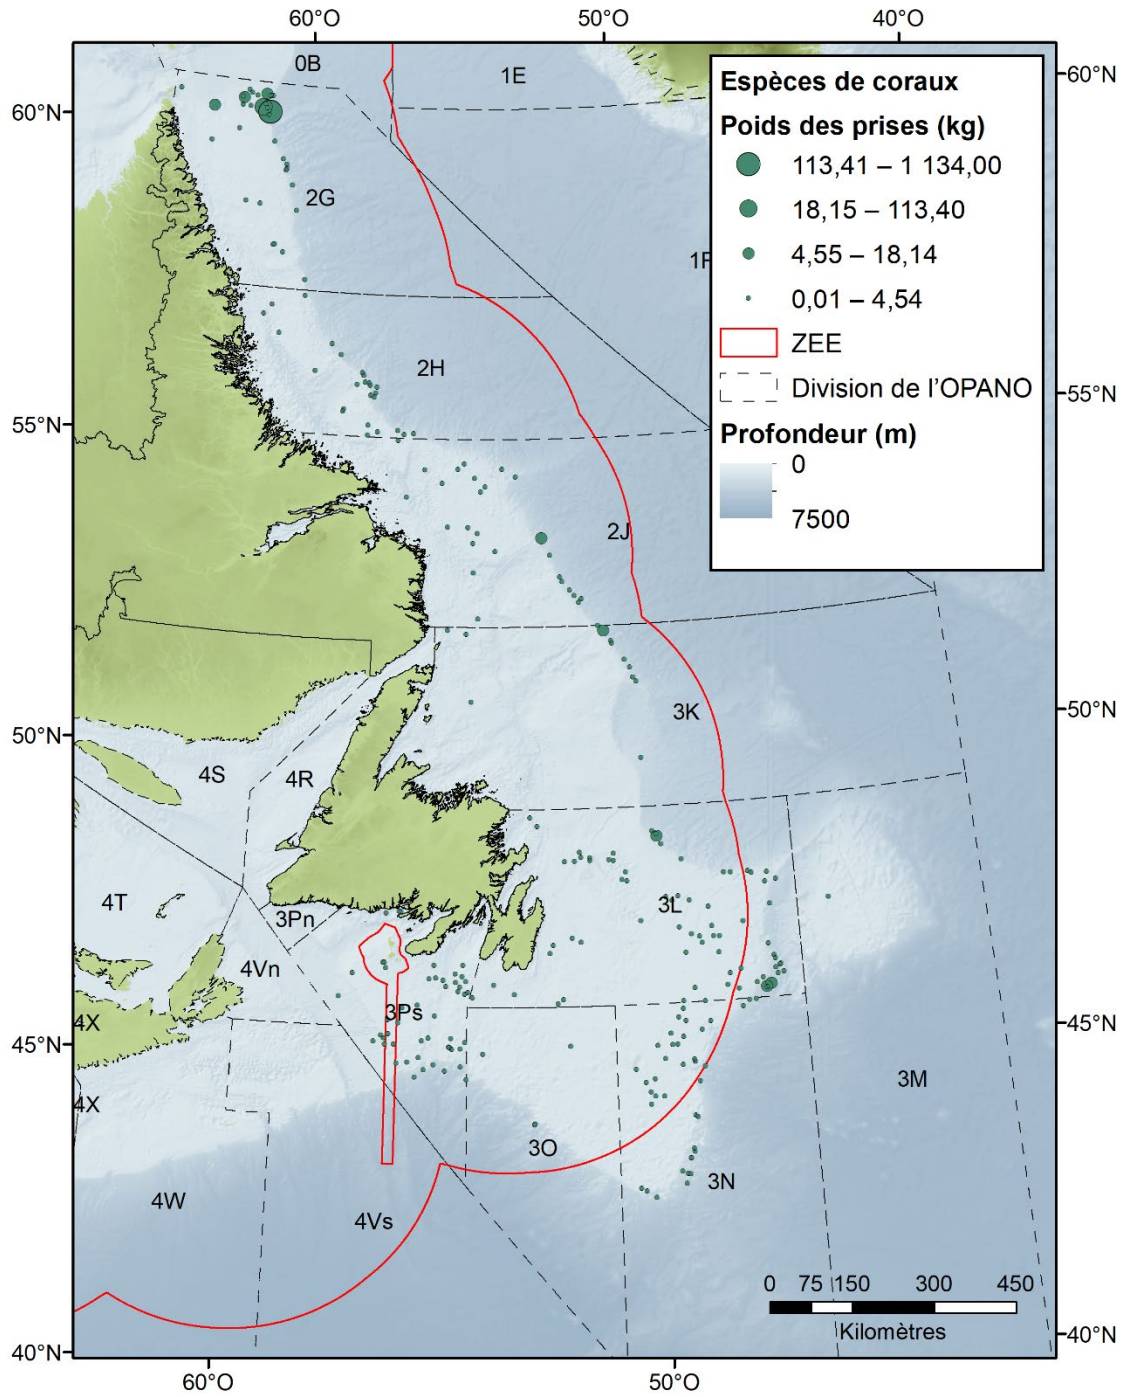 60°O 50°O 40°O
0B
1E
60°N
60°N
Espèces de coraux
Poids des prises (kg)
113,41 – 1 134,00
18,15 – 113,40
4,55 – 18,14
0,01 – 4,54
ZEE
Division de l'OPANO
Profondeur (m)
0
7500
2G
2H
55°N
55°N
2J
3K
50°N
50°N
4S
4R
4T
3Pn
3L
4Vn
3Ps
4X
45°N
45°N
3M
4X
3O
3N
4W
4Vs
0 75 150 300 450
Kilomètres
40°N
40°N
60°O 50°O